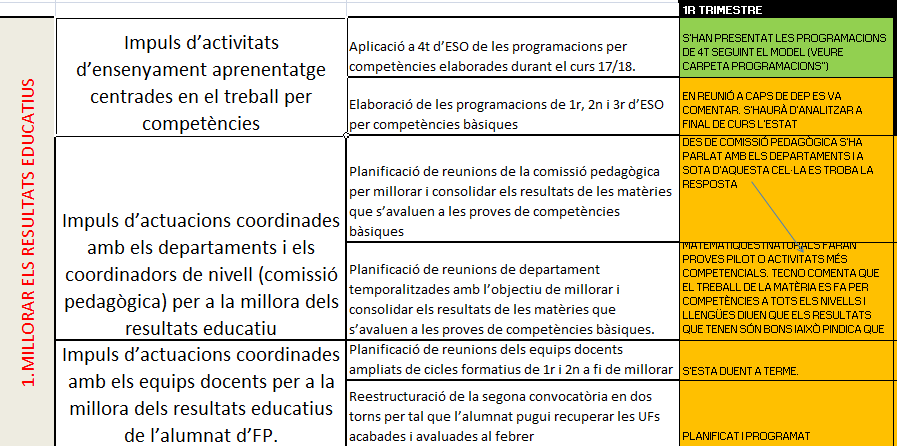 1R TRIMESTRE
1.MILLORAR ELS RESULTATS EDUCATIUS
Impuls d'activitats
d'ensenyament aprenentatge
centrades en el treball per
competències
Aplicació a 4t d'ESO de les programacions per
competències elaborades durant el curs 17/18.
S'HAN PRESENTAT LES PROGRAMACIONS
DE 4T SEGUINT EL MODEL (VEURE
CARPETA PROGRAMACIONS")
Elaboració de les programacions de 1r, 2n i 3r d'ESO
per competències bàsiques
EN REUNIÓ A CAPS DE DEP ES VA
COMENTAR. S'HAURÀ D'ANALITZAR A
FINAL DE CURS L'ESTAT
Impuls d'actuacions coordinades
amb els departaments i els
coordinadors de nivell (comissió
pedagògica) per a la millora dels
resultats educatiu
Planificació de reunions de la comissió pedagògica
per millorar i consolidar els resultats de les matèries
que s'avaluen a les proves de competències
bàsiques
DES DE COMISSIÓ PEDAGÒGICA S'HA
PARLAT AMB ELS DEPARTAMENTS I A
SOTA D'AQUESTA CEL·LA ES TROBA LA
RESPOSTA
Planificació de reunions de departament
temporalitzades amb l'objectiu de millorar i
consolidar els resultats de les matèries que
s'avaluen a les proves de competències bàsiques.
MATEMÀTIQUES I NATURALS FARAN
PROVES PILOT O ACTIVITATS MÉS
COMPETENCIALS. TECNO COMENTA QUE
EL TREBALL DE LA MATÈRIA ES FA PER
COMPETÈNCIES A TOTS ELS NIVELLS I
LLENGÜES DIUEN QUE ELS RESULTATS
QUE TENEN SÓN BONS IAIXÒ PINDICA QUE
Impuls d'actuacions coordinades
amb els equips docents per a la
millora dels resultats educatius
de l'alumnat d'FP.
Planificació de reunions dels equips docents
ampliats de cicles formatius de 1r i 2n a fi de millorar
S'ESTA DUENT A TERME.
Reestructuració de la segona convocatòria en dos
torns per tal que l'alumnat pugui recuperar les UFs
acabades i avaluades al febrer
PLANIFICAT I PROGRAMAT